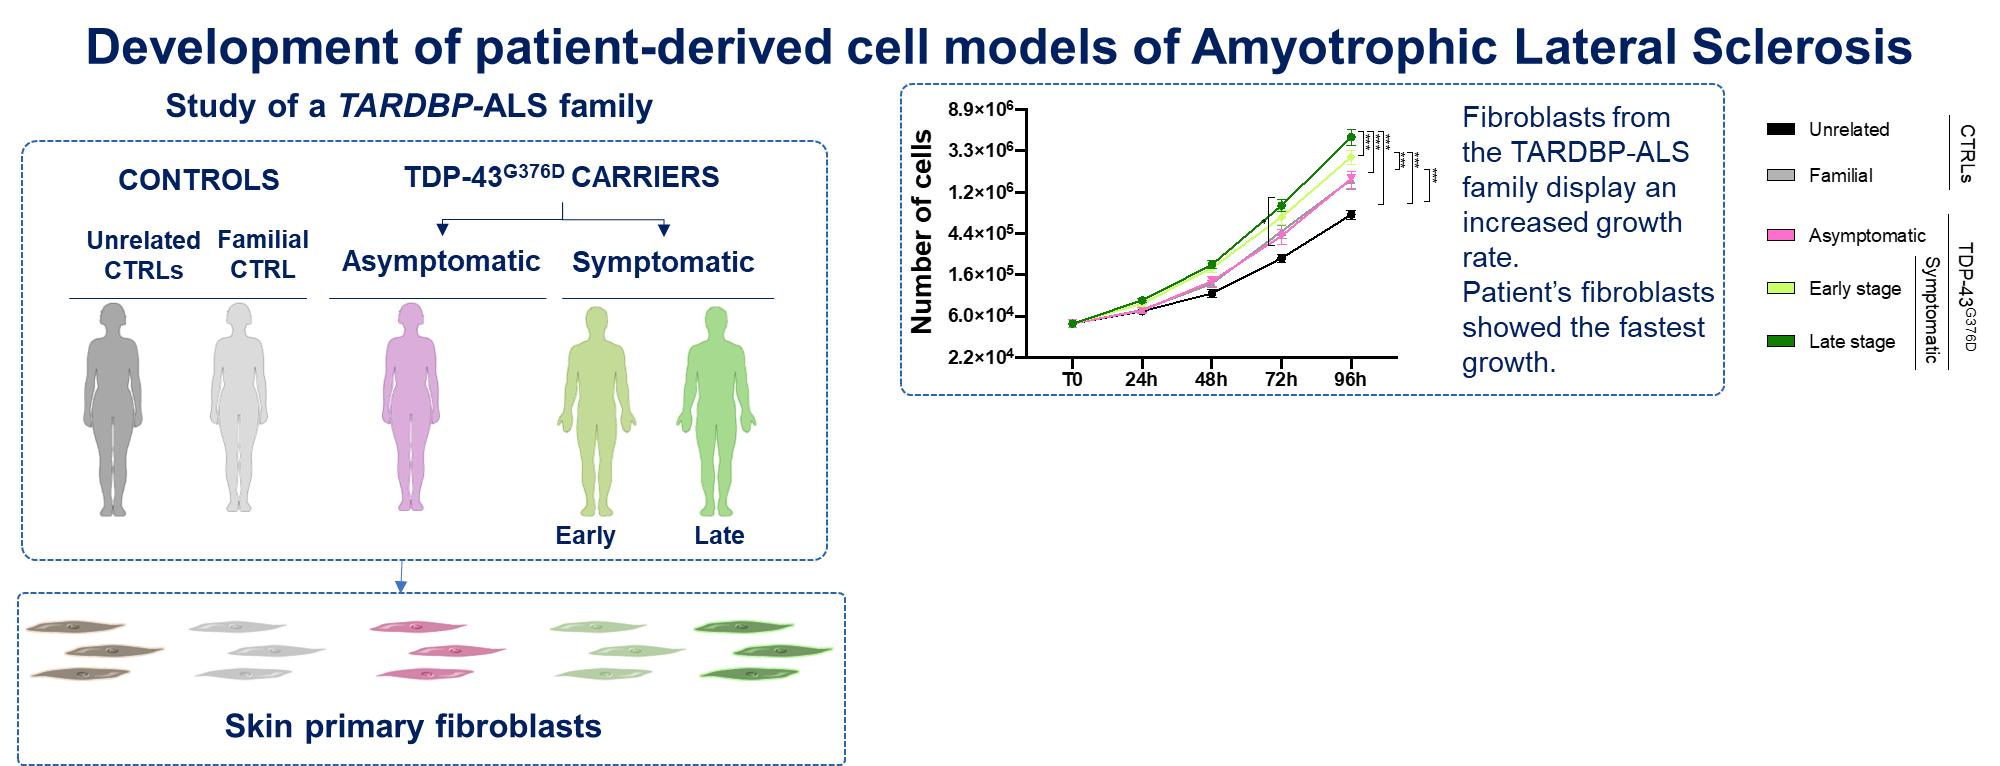 Development of patient-derived cell models of Amyotrophic Lateral Sclerosis
Study of a TARDBP-ALS family
CONTROLS
TDP-43G376D CARRIERS
Unrelated
CTRLs
Familial
CTRL
Asymptomatic
Symptomatic
Early
Late
Skin primary fibroblasts
Number of cells
8.9×10⁶
3.3×10⁶
1.2×10⁶
4.4×10⁵
1.6×10⁵
6.0×10⁴
2.2×10⁴
T0
24h
48h
72h
96h
Fibroblasts from
the TARDBP-ALS
family display an
increased growth
rate.
Patient’s fibroblasts
showed the fastest
growth.
Unrelated
Familial
CTRLs
Asymptomatic
Early stage
Late stage
Symptomatic
TDP-43G376D